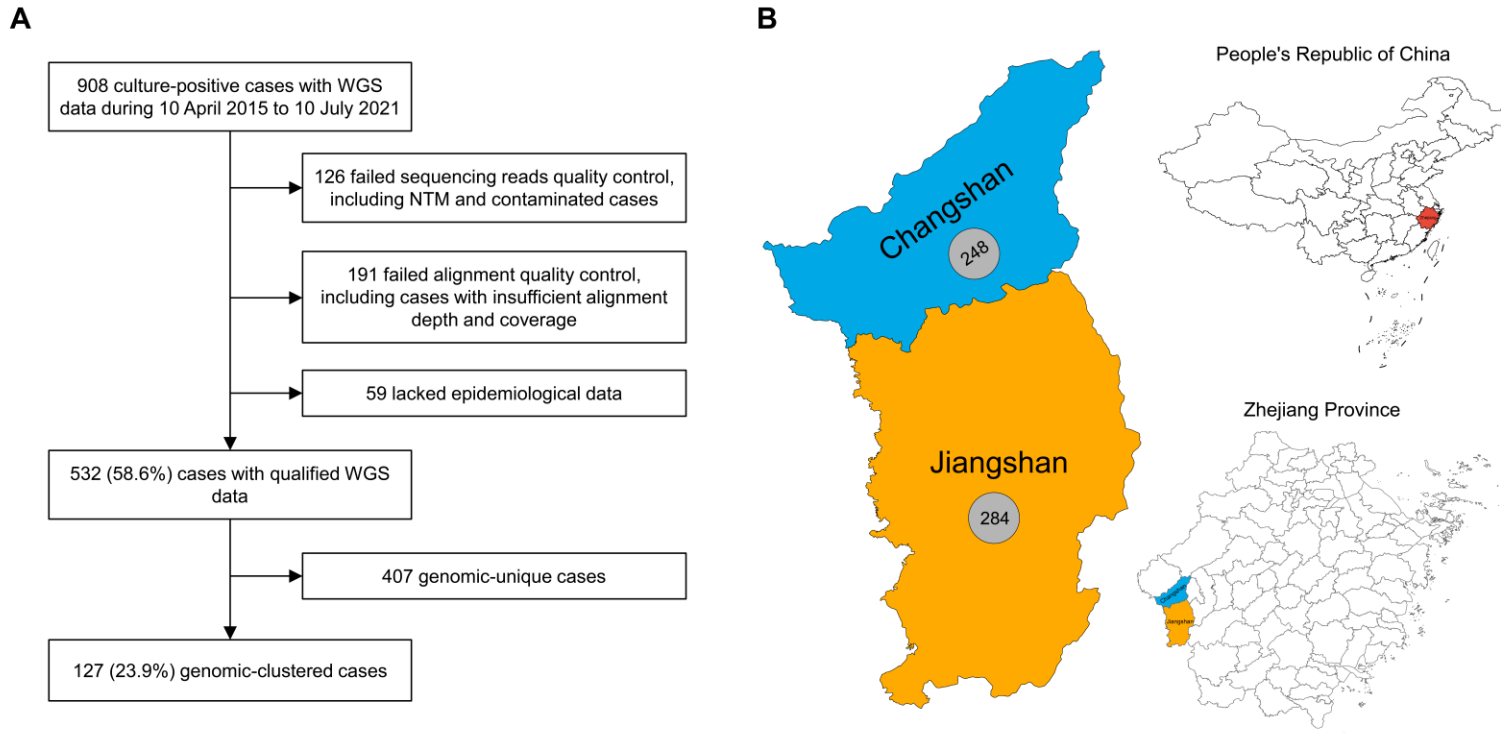 A
908 culture-positive cases with WGS
data during 10 April 2015 to 10 July 2021
126 failed sequencing reads quality control,
including NTM and contaminated cases
191 failed alignment quality control,
including cases with insufficient alignment
depth and coverage
59 lacked epidemiological data
532 (58.6%) cases with qualified WGS
data
407 genomic-unique cases
127 (23.9%) genomic-clustered cases
B
Changshan
248
Jiangshan
284
People's Republic of China
Zhejiang Province
Changshan
Jiangshan